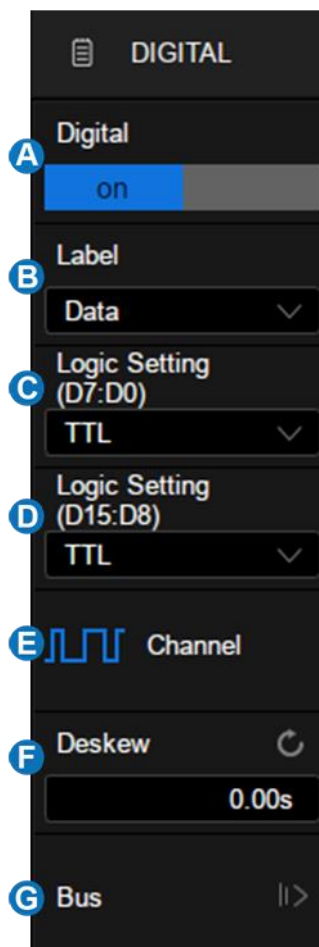 DIGITAL
A
Digital
on
B
Label
Data
C
Logic Setting
(D7:D0)
TTL
D
Logic Setting
(D15:D8)
TTL
E
Channel
F
Deskew
0.00s
G
Bus